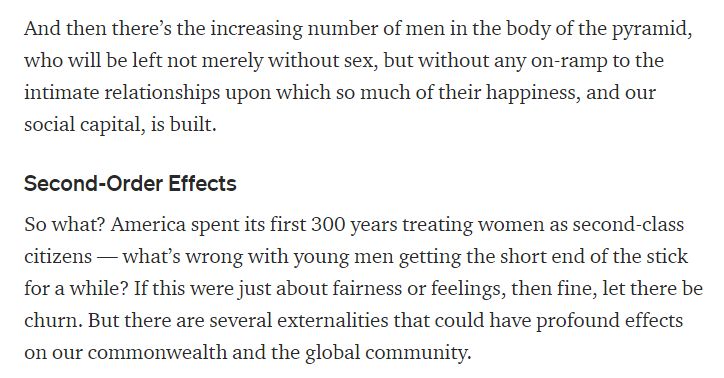 And then there’s the increasing number of men in the body of the pyramid,
who will be left not merely without sex, but without any on-ramp to the
intimate relationships upon which so much of their happiness, and our
social capital, is built.
Second-Order Effects
So what? America spent its first 300 years treating women as second-class
citizens — what’s wrong with young men getting the short end of the stick
for a while? If this were just about fairness or feelings, then fine, let there be
churn. But there are several externalities that could have profound effects
on our commonwealth and the global community.